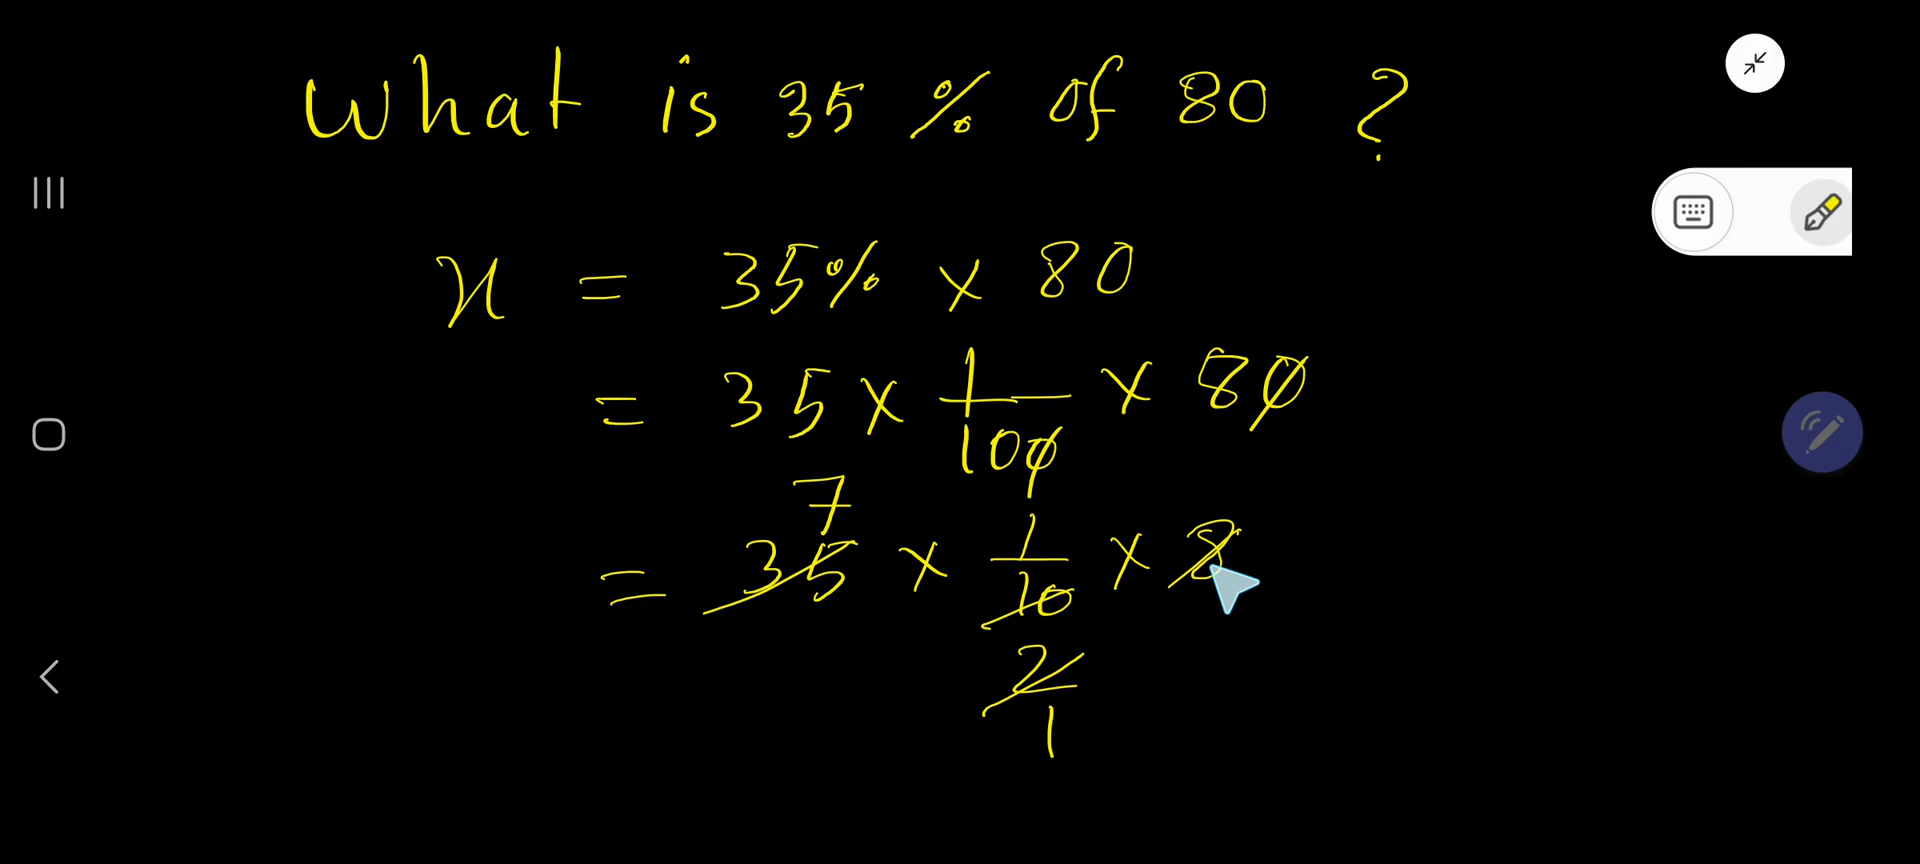 What is 35 % of 80 ?
x = 35% × 80
= 35 × 1/100 × 80
7
= 35 × 1/10 × 8
2
1